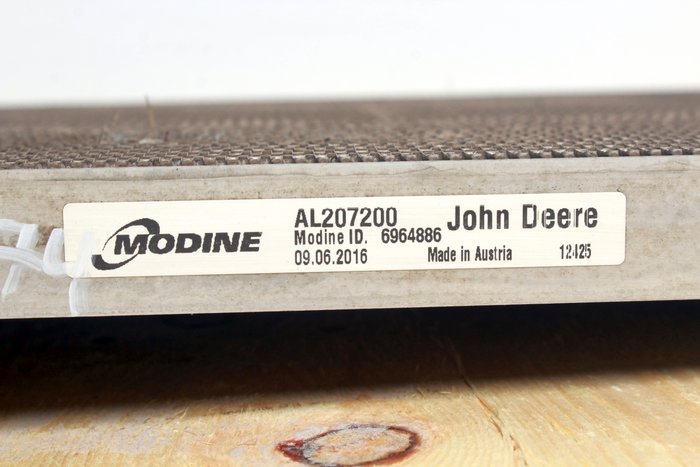 MODINE
AL207200 John Deere
Modine ID. 6964886
09.06.2016 Made in Austria 12425